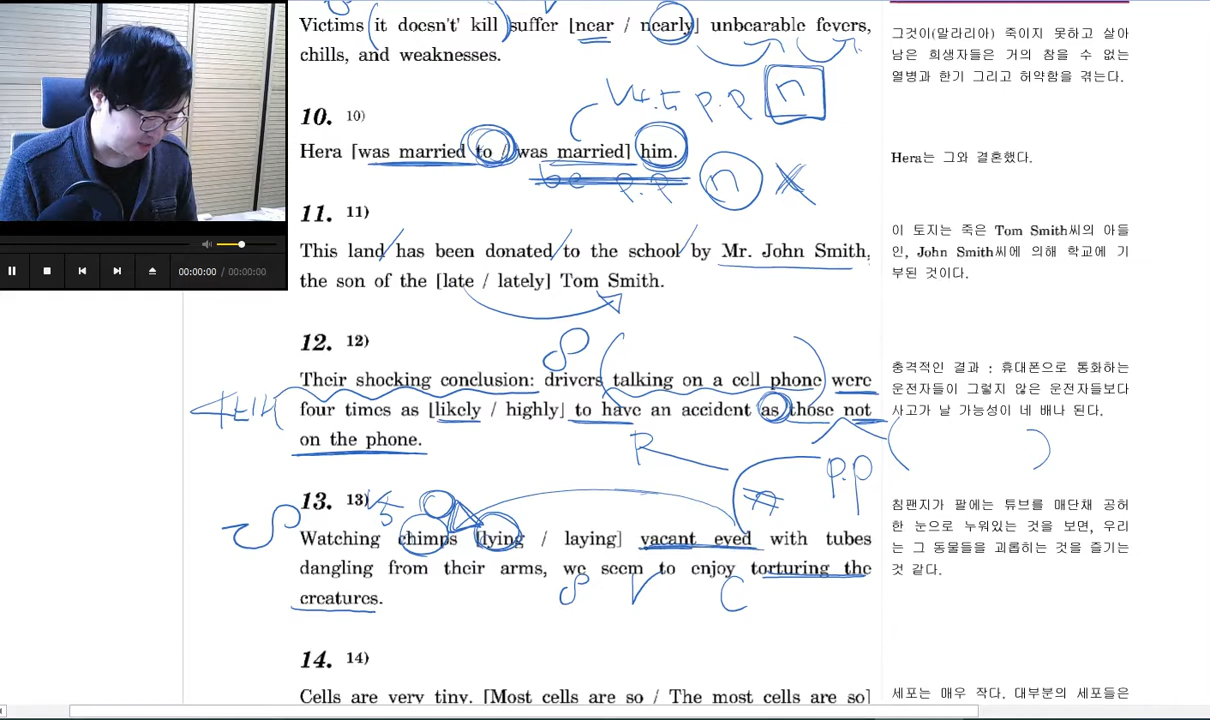 Victims it doesn't' kill suffer [near / nearly] unbearable fevers,
chills, and weaknesses.
그것이(말라리아) 죽이지 못하고 살아
남은 희생자들은 거의 참을 수 없는
열병과 한기 그리고 허약함을 겪는다.
Vt.t p.p n
10. 10)
Hera [was married to / was married] him.
be p.p n X
Hera는 그와 결혼했다.
11. 11)
This land has been donated to the school by Mr. John Smith,
the son of the [late / lately] Tom Smith.
이 토지는 죽은 Tom Smith씨의 아들
인, John Smith씨에 의해 학교에 기
부된 것이다.
00:00:00 / 00:00:00
12. 12)
S
Their shocking conclusion: drivers talking on a cell phone were
four times as [likely / highly] to have an accident as those not
on the phone.
충격적인 결과 : 휴대폰으로 통화하는
운전자들이 그렇지 않은 운전자들보다
사고가 날 가능성이 네 배나 된다.
R
p.p
n
13. 13)
V5
Watching chimps [lying / laying] vacant eyed with tubes
dangling from their arms, we seem to enjoy torturing the
creatures.
S V C
침팬지가 팔에는 튜브를 매단채 공허
한 눈으로 누워있는 것을 보면, 우리
는 그 동물들을 괴롭히는 것을 즐기는
것 같다.
14. 14)
Cells are very tiny. [Most cells are so / The most cells are so]
세포는 매우 작다. 대부분의 세포들은